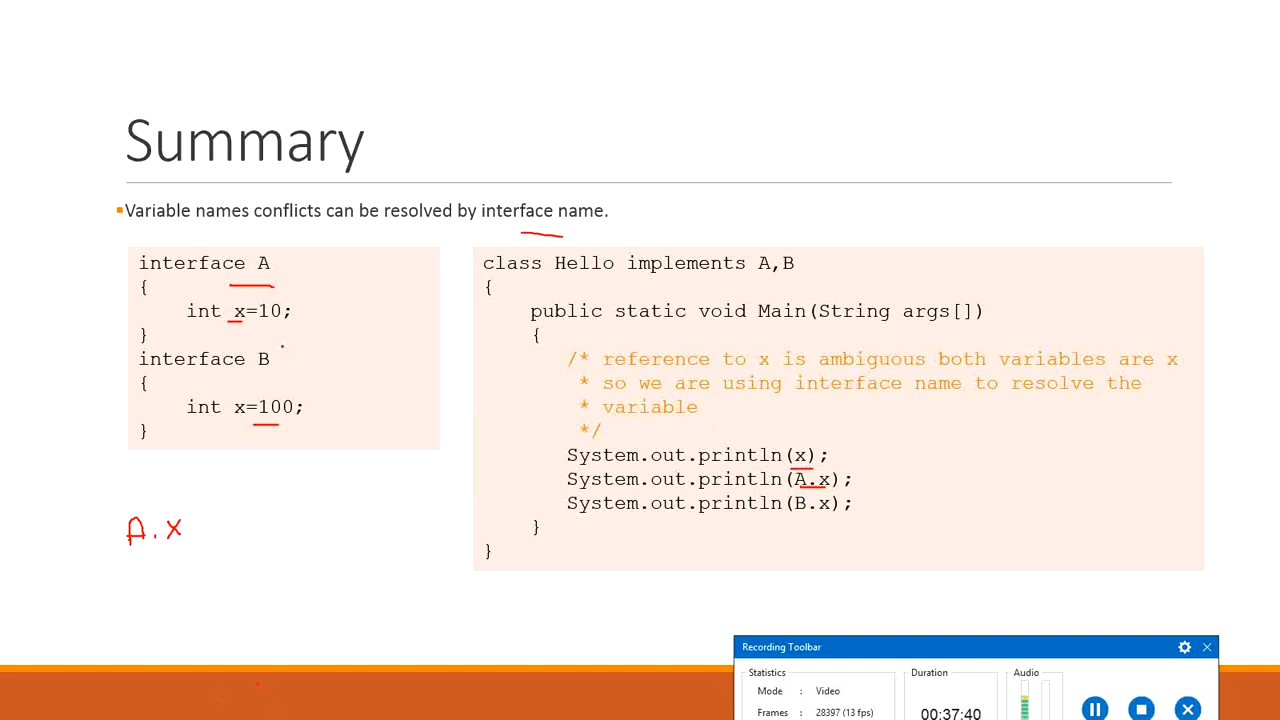 Summary
Variable names conflicts can be resolved by interface name.
interface A
{
int x=10;
}
interface B
{
int x=100;
}
class Hello implements A,B
{
public static void Main(String args[])
{
/* reference to x is ambiguous both variables are x
* so we are using interface name to resolve the
* variable
*/
System.out.println(x);
System.out.println(A.x);
System.out.println(B.x);
}
}
A.x
Recording Toolbar
Statistics
Mode : Video
Frames : 28397 (13 fps)
Duration
00:37:40
Audio